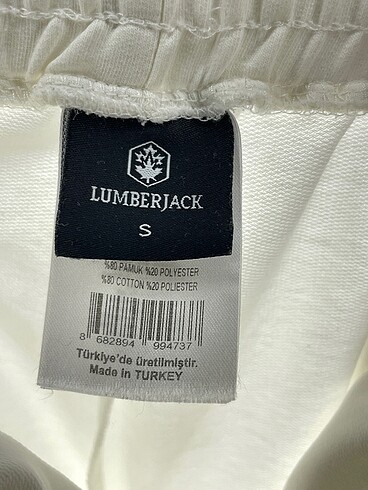 LUMBERJACK
S
%80 PAMUK %20 POLYESTER
%80 COTTON %20 POLIESTER
8 682894 994737
Türkiye'de üretilmiştir.
Made in TURKEY